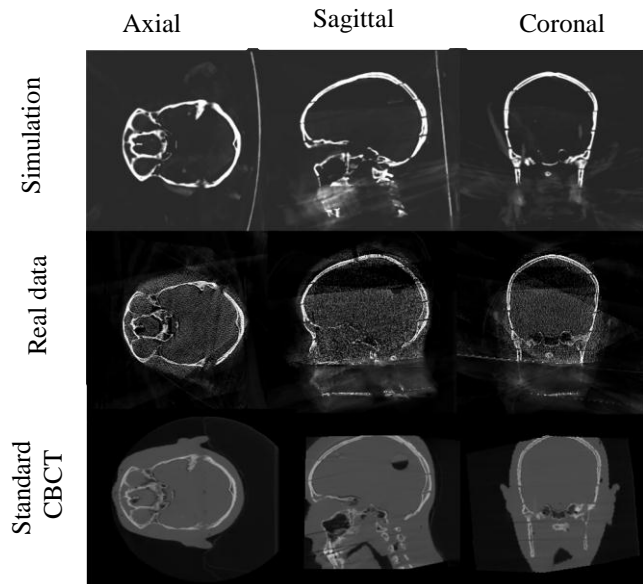 Axial
Sagittal
Coronal
Simulation
Real data
Standard
CBCT